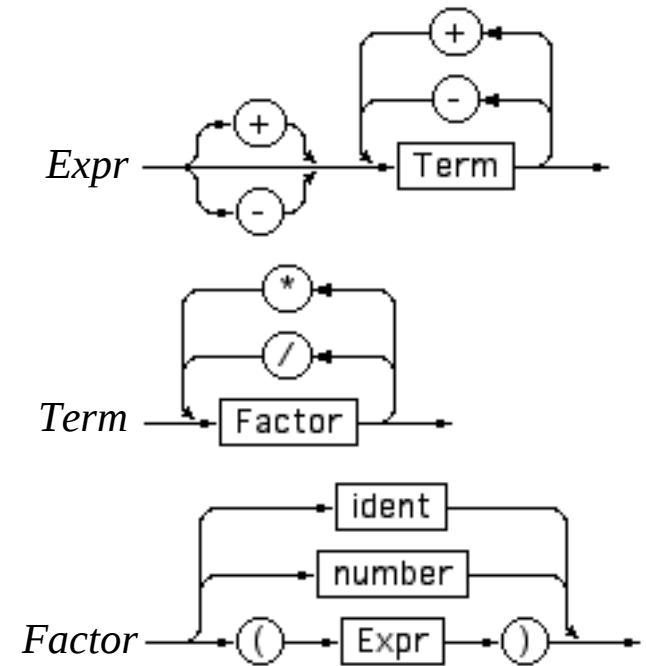 +
-
+
Expr
Term
-
*
/
Term
Factor
ident
number
Factor
(
Expr
)